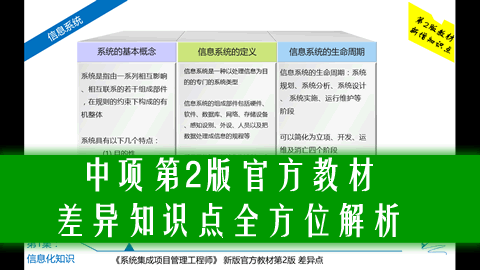 信息系统
第2版教材
新增知识点
系统的基本概念
信息系统的定义
信息系统的生命周期
系统是指由一系列相互影响
、相互联系的若干组成部件
,在规则的约束下构成的有
机整体
系统具有以下几个特点:
(1) 目的性
信息系统是一种以处理信息为目
的的专门的系统类型
信息系统的组成部件包括硬件、
软件、数据库、网络、存储设备
、感知设别、外设、人员以及把
数据处理成信息的规程等
信息系统的生命周期:系统
规划、系统分析、系统设计
、系统实施、运行维护等
阶段
可以简化为立项、开发、运
维及消亡四个阶段
中项第2版官方教材
差异知识点全方位解析
信息化知识
《系统集成项目管理工程师》 新版官方教材第2版 差异点